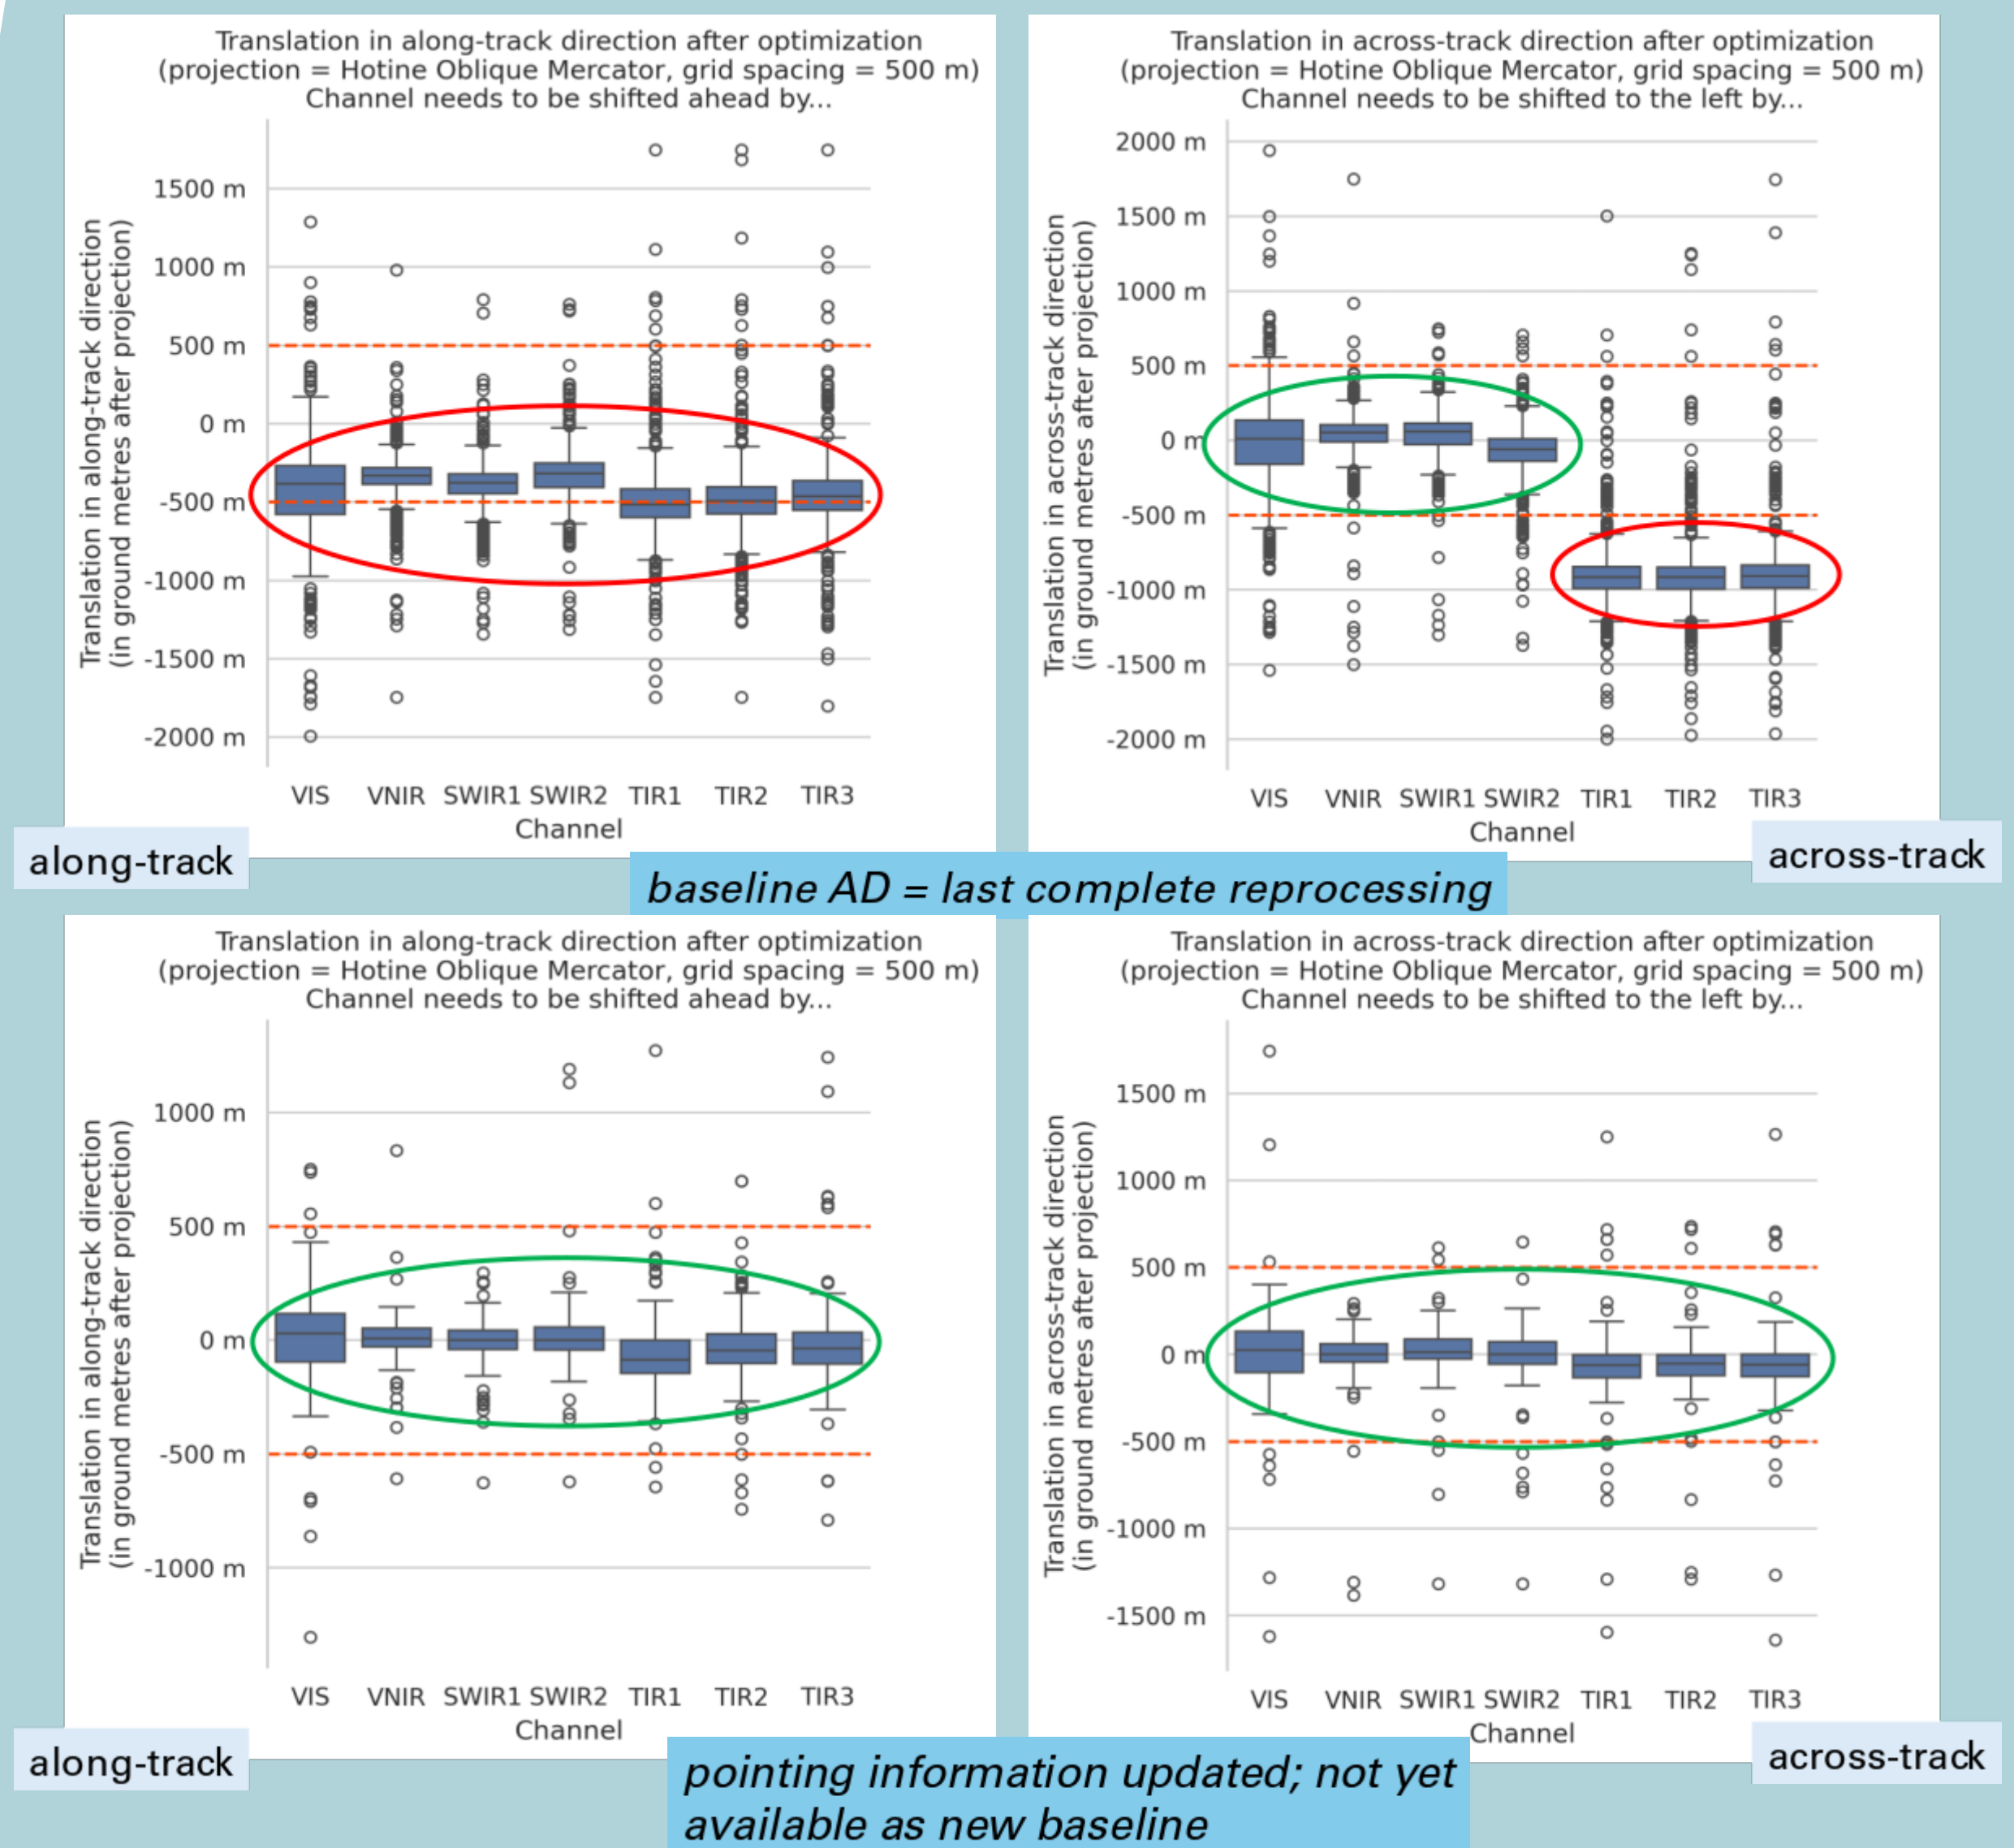 Translation in along-track direction after optimization
(projection = Hotine Oblique Mercator, grid spacing = 500 m)
Channel needs to be shifted ahead by...
Translation in along-track direction
(in ground metres after projection)
1500 m
1000 m
500 m
0 m
-500 m
-1000 m
-1500 m
-2000 m
VIS VNIR SWIR1 SWIR2 TIR1 TIR2 TIR3
Channel
along-track
Translation in across-track direction after optimization
(projection = Hotine Oblique Mercator, grid spacing = 500 m)
Channel needs to be shifted to the left by...
Translation in across-track direction
(in ground metres after projection)
2000 m
1500 m
1000 m
500 m
0 m
-500 m
-1000 m
-1500 m
-2000 m
VIS VNIR SWIR1 SWIR2 TIR1 TIR2 TIR3
Channel
across-track
baseline AD = last complete reprocessing
Translation in along-track direction after optimization
(projection = Hotine Oblique Mercator, grid spacing = 500 m)
Channel needs to be shifted ahead by...
Translation in along-track direction
(in ground metres after projection)
1000 m
500 m
0 m
-500 m
-1000 m
VIS VNIR SWIR1 SWIR2 TIR1 TIR2 TIR3
Channel
along-track
Translation in across-track direction after optimization
(projection = Hotine Oblique Mercator, grid spacing = 500 m)
Channel needs to be shifted to the left by...
Translation in across-track direction
(in ground metres after projection)
1500 m
1000 m
500 m
0 m
-500 m
-1000 m
-1500 m
VIS VNIR SWIR1 SWIR2 TIR1 TIR2 TIR3
Channel
across-track
pointing information updated; not yet
available as new baseline